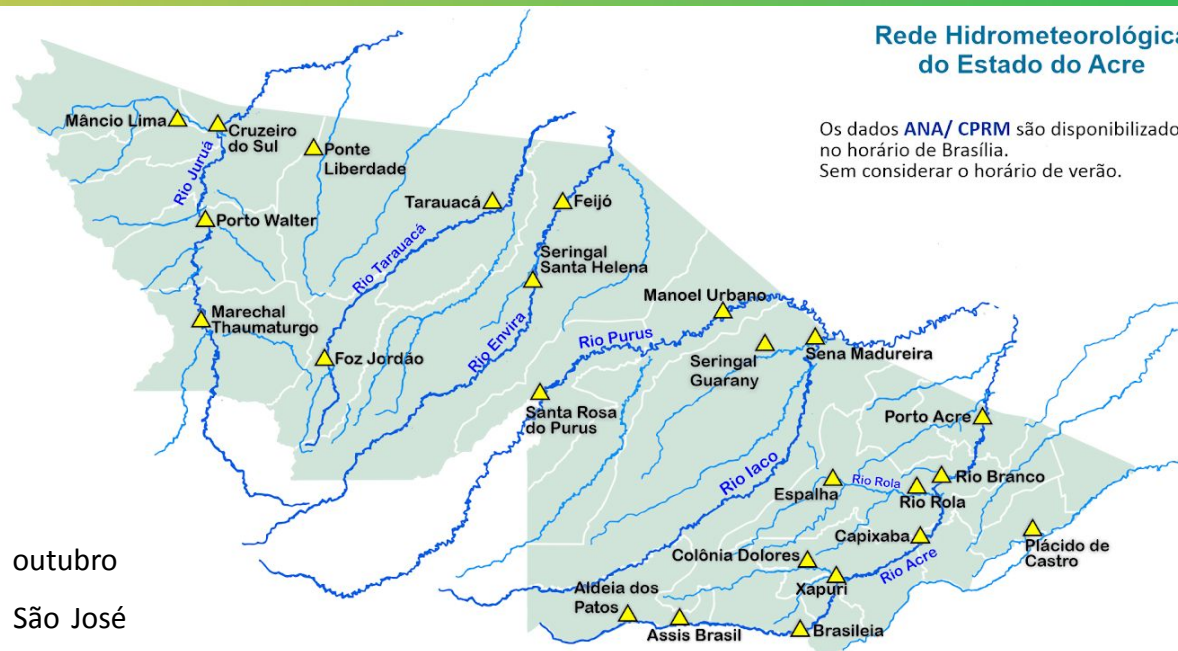 Rede Hidrometeorológica
do Estado do Acre
Os dados ANA/ CPRM são disponibilizado
no horário de Brasília.
Sem considerar o horário de verão.
Mâncio Lima
Cruzeiro
do Sul
Ponte
Liberdade
Rio Juruá
Porto Walter
Tarauacá
Feijó
Rio Tarauacá
Seringal
Santa Helena
Marechal
Thaumaturgo
Foz Jordão
Rio Envira
Manoel Urbano
Rio Purus
Seringal
Guarany
Sena Madureira
Santa Rosa
do Purus
Porto Acre
Rio Iaco
Espalha
Rio Rola
Rio Rola
Rio Branco
Capixaba
Plácido de
Castro
Colônia Dolores
Rio Acre
Xapuri
Aldeia dos
Patos
Assis Brasil
Brasileia
outubro
São José